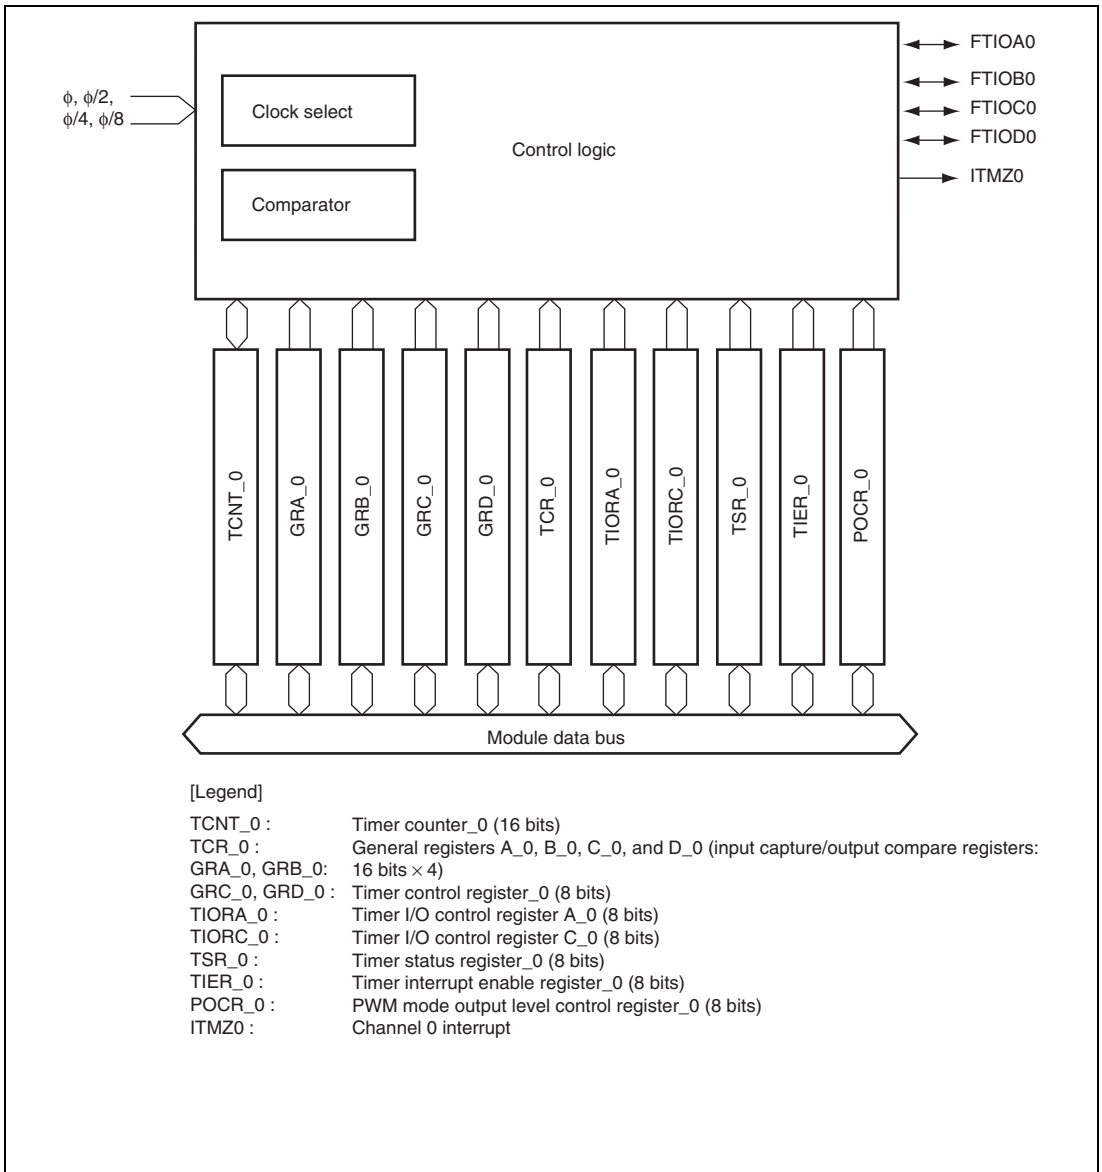 FTIOA0
φ, φ/2,
φ/4, φ/8
Clock select
Comparator
Control logic
FTIOB0
FTIOC0
FTIOD0
ITMZ0
TCNT_0
GRA_0
GRB_0
GRC_0
GRD_0
TCR_0
TIORA_0
TIORC_0
TSR_0
TIER_0
POCR_0
Module data bus
[Legend]
TCNT_0 : Timer counter_0 (16 bits)
TCR_0 : General registers A_0, B_0, C_0, and D_0 (input capture/output compare registers:
GRA_0, GRB_0: 16 bits × 4)
GRC_0, GRD_0 : Timer control register_0 (8 bits)
TIORA_0 : Timer I/O control register A_0 (8 bits)
TIORC_0 : Timer I/O control register C_0 (8 bits)
TSR_0 : Timer status register_0 (8 bits)
TIER_0 : Timer interrupt enable register_0 (8 bits)
POCR_0 : PWM mode output level control register_0 (8 bits)
ITMZ0 : Channel 0 interrupt